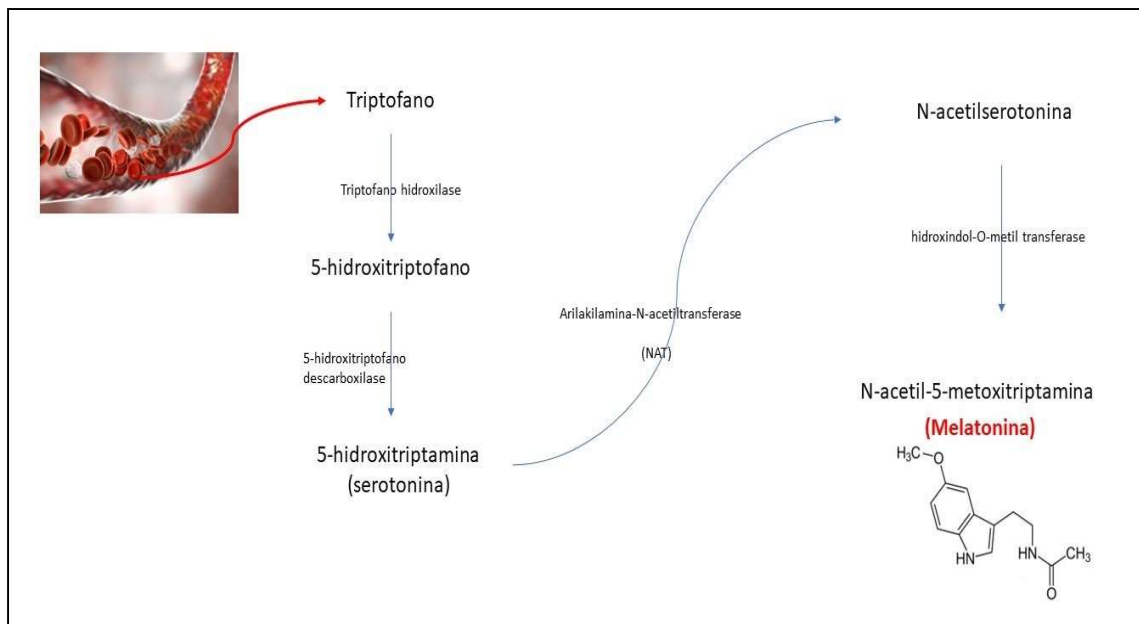 Triptofano
Triptofano hidroxilase
5-hidroxitriptofano
5-hidroxitriptofano
descarboxilase
5-hidroxitriptamina
(serotonina)
Arilakilamina-N-acetiltransferase
(NAT)
N-acetilserotonina
hidroxindol-O-metil transferase
N-acetil-5-metoxitriptamina
(Melatonina)
H₃C
O
HN
HN
CH₃
O